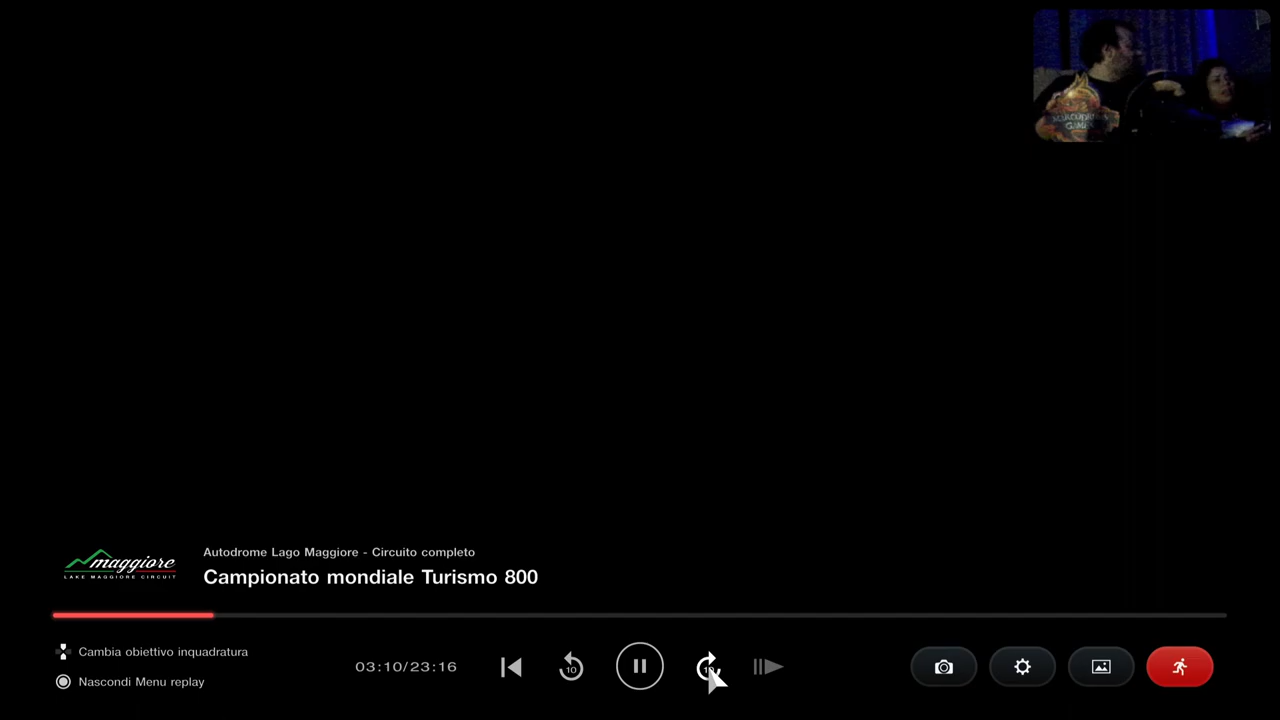 maggiore
LAKE MAGGIORE CIRCUIT
Autodrome Lago Maggiore - Circuito completo
Campionato mondiale Turismo 800
Cambia obiettivo inquadratura
Nascondi Menu replay
03:10/23:16
10
10